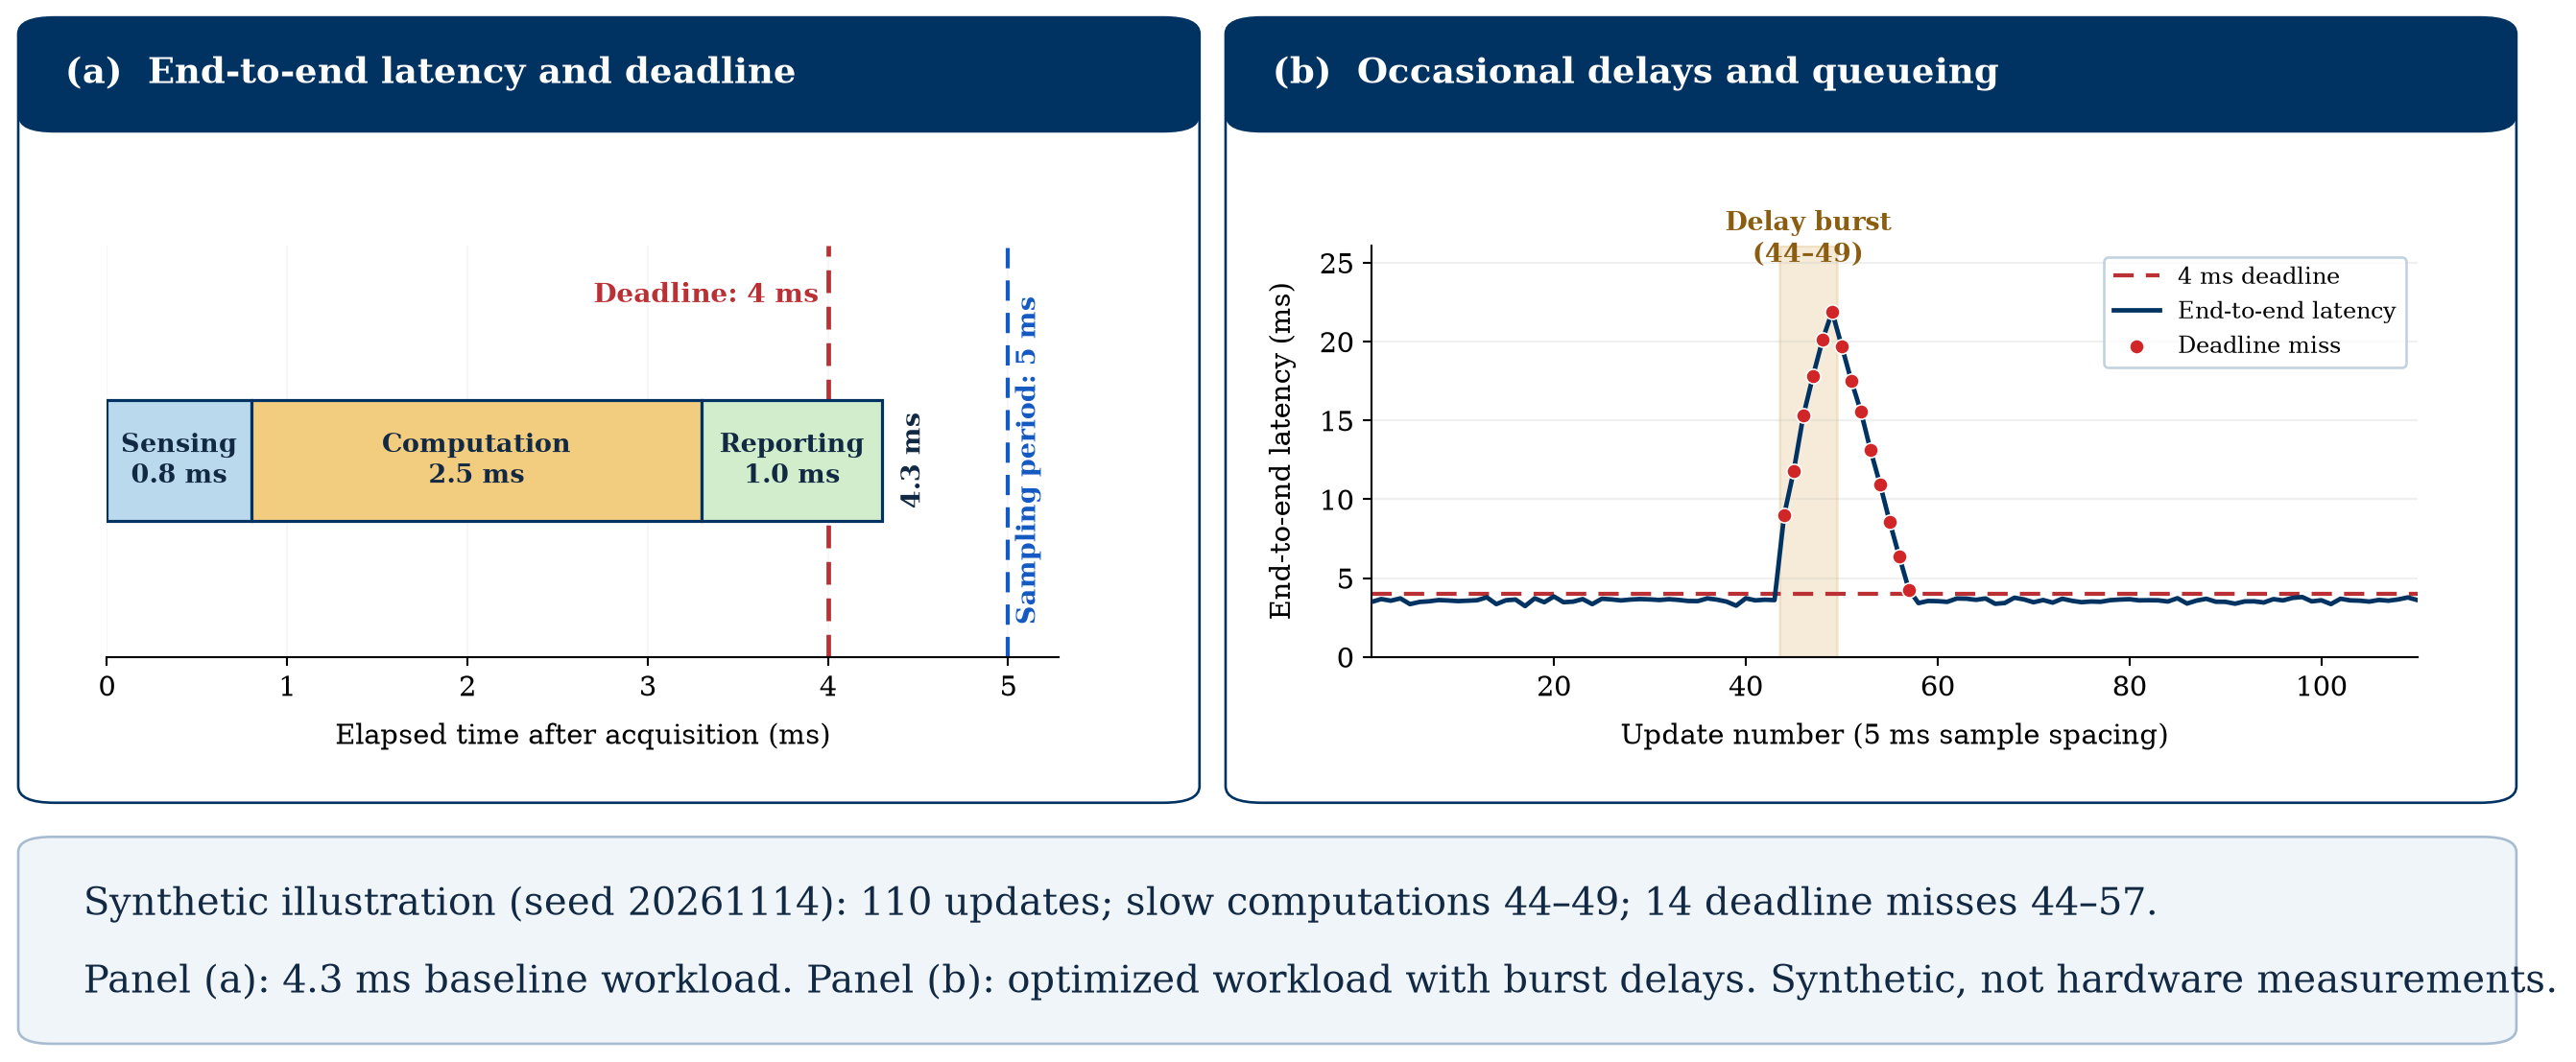 (a) End-to-end latency and deadline
Deadline: 4 ms
Sampling period: 5 ms
Sensing
0.8 ms
Computation
2.5 ms
Reporting
1.0 ms
4.3 ms
0 1 2 3 4 5
Elapsed time after acquisition (ms)
(b) Occasional delays and queueing
Delay burst
(44–49)
4 ms deadline
End-to-end latency
Deadline miss
End-to-end latency (ms)
25
20
15
10
5
0
20 40 60 80 100
Update number (5 ms sample spacing)
Synthetic illustration (seed 20261114): 110 updates; slow computations 44–49; 14 deadline misses 44–57.
Panel (a): 4.3 ms baseline workload. Panel (b): optimized workload with burst delays. Synthetic, not hardware measurements.